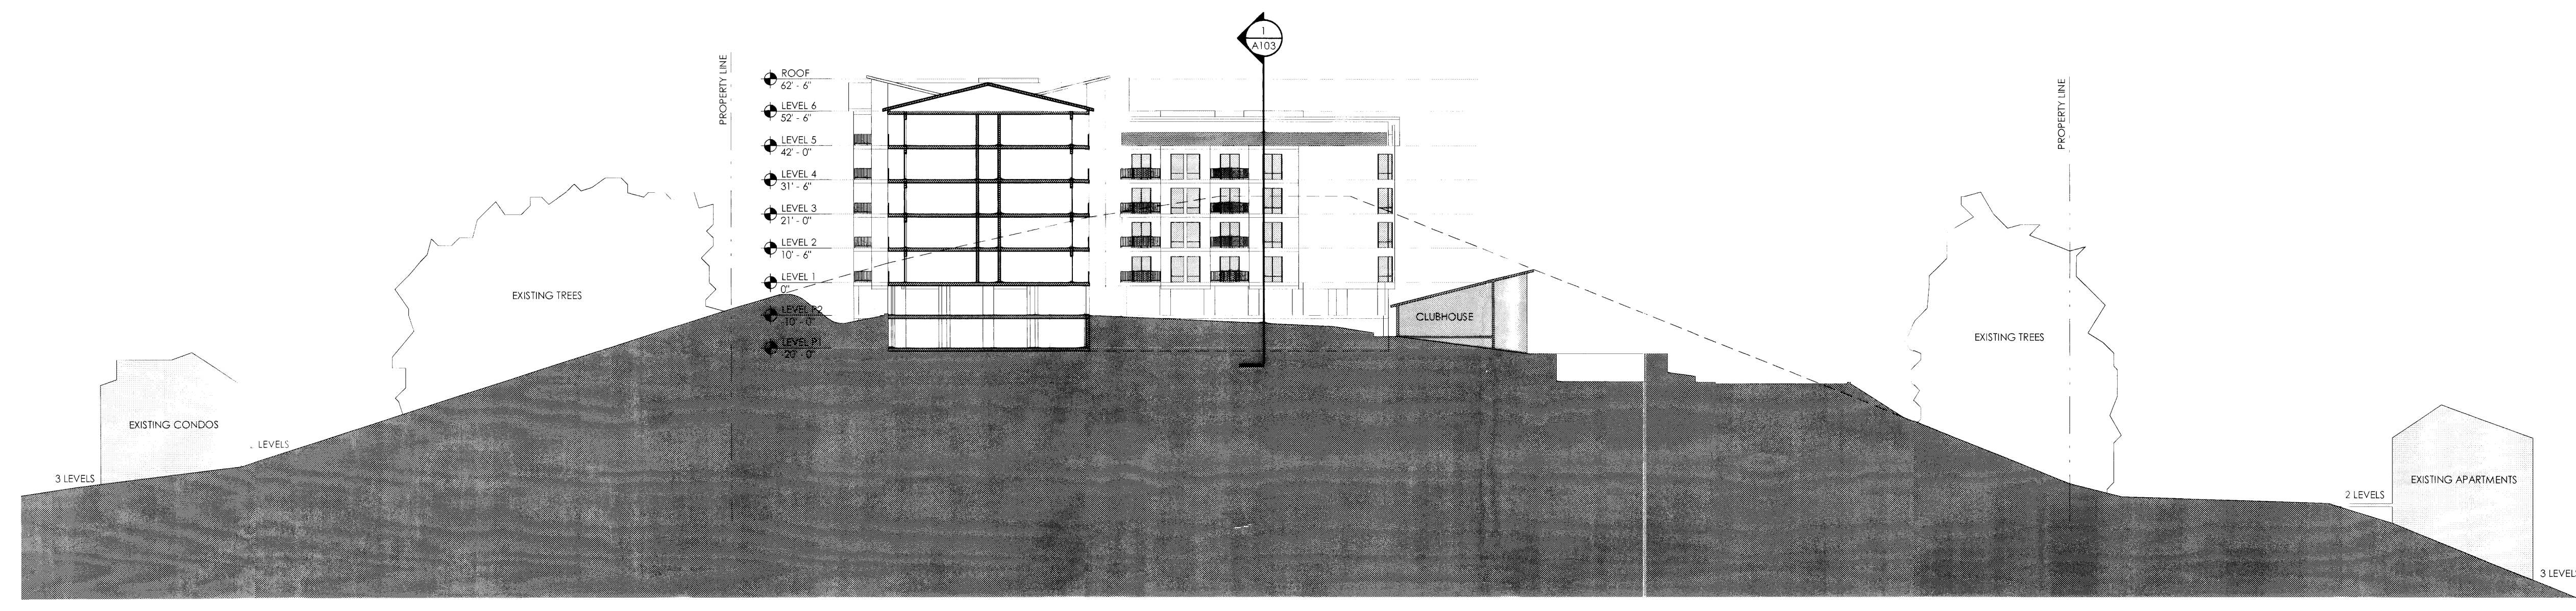 1
A103
PROPERTY LINE
PROPERTY LINE
ROOF
62' - 6"
LEVEL 6
52' - 6"
LEVEL 5
42' - 0"
LEVEL 4
31' - 6"
LEVEL 3
21' - 0"
LEVEL 2
10' - 6"
LEVEL 1
0"
LEVEL P2
-10' - 0"
LEVEL P1
-20' - 0"
EXISTING TREES
CLUBHOUSE
EXISTING TREES
EXISTING CONDOS
LEVELS
3 LEVELS
EXISTING APARTMENTS
2 LEVELS
3 LEVEL